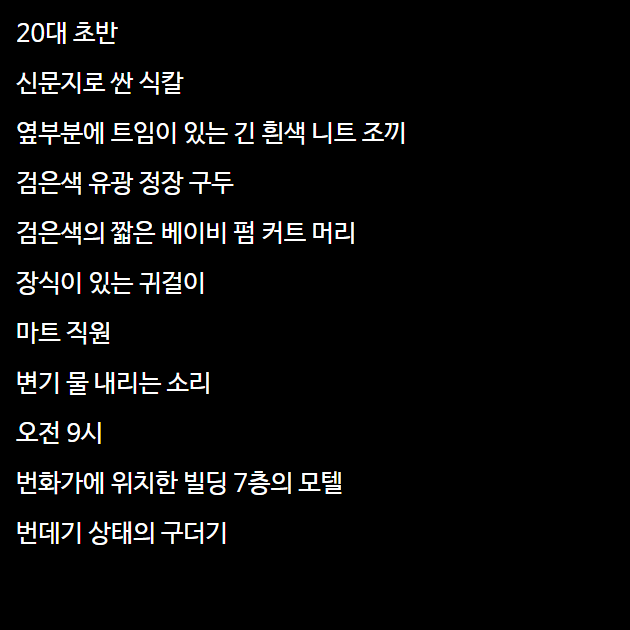 20대 초반
신문지로 싼 식칼
옆부분에 트임이 있는 긴 흰색 니트 조끼
검은색 유광 정장 구두
검은색의 짧은 베이비 펌 커트 머리
장식이 있는 귀걸이
마트 직원
변기 물 내리는 소리
오전 9시
번화가에 위치한 빌딩 7층의 모텔
번데기 상태의 구더기